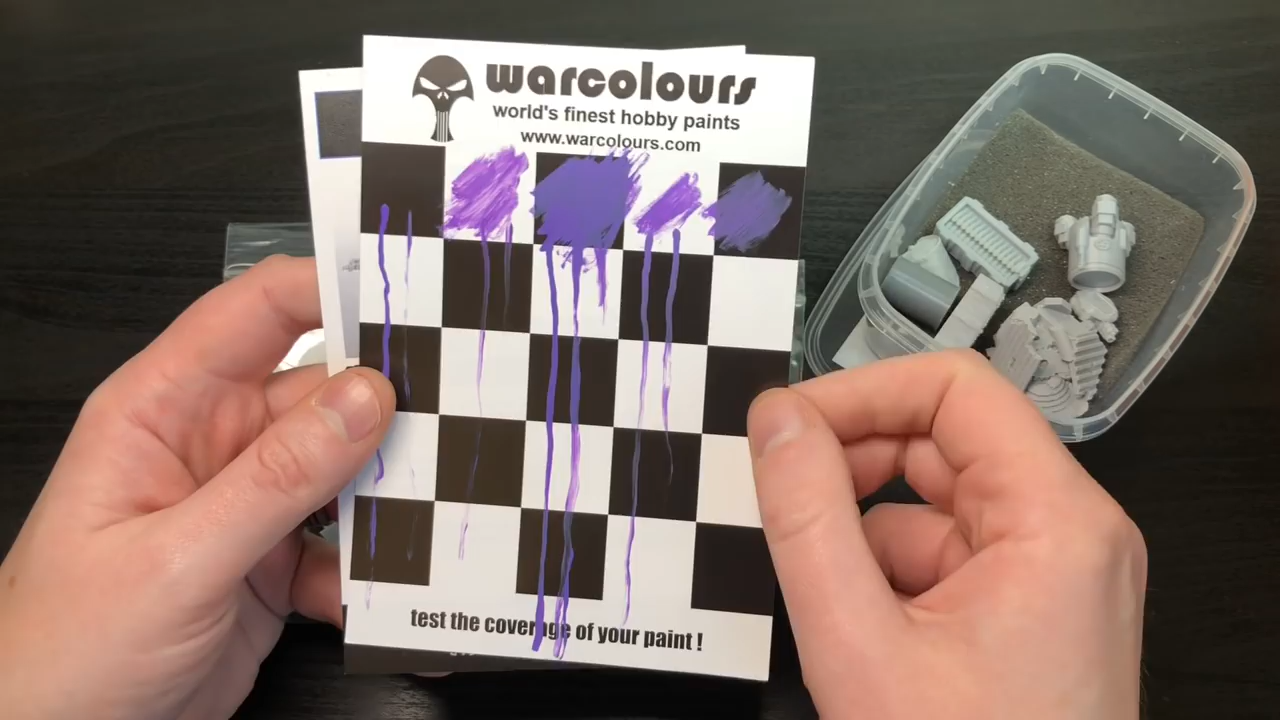 warcolours
world's finest hobby paints
www.warcolours.com
test the coverage of your paint !